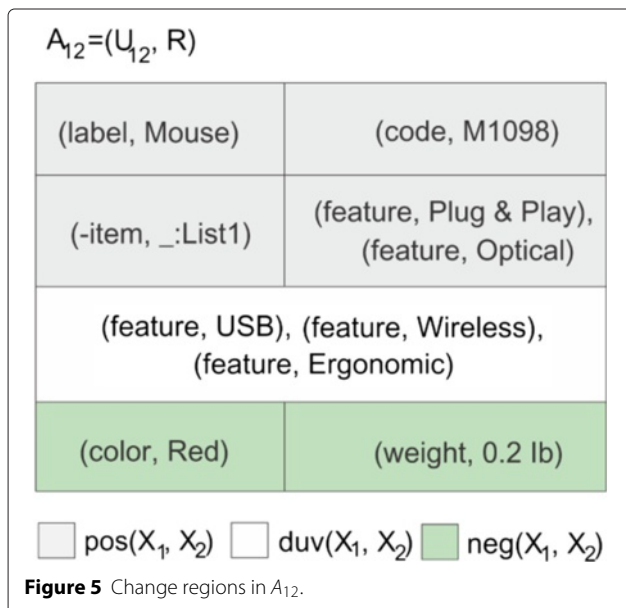 A12=(U12, R)
(label, Mouse) (code, M1098)
(-item, _:List1) (feature, Plug & Play),
(feature, Optical)
(feature, USB), (feature, Wireless),
(feature, Ergonomic)
(color, Red) (weight, 0.2 lb)
pos(X1, X2) duv(X1, X2) neg(X1, X2)
Figure 5 Change regions in A12.